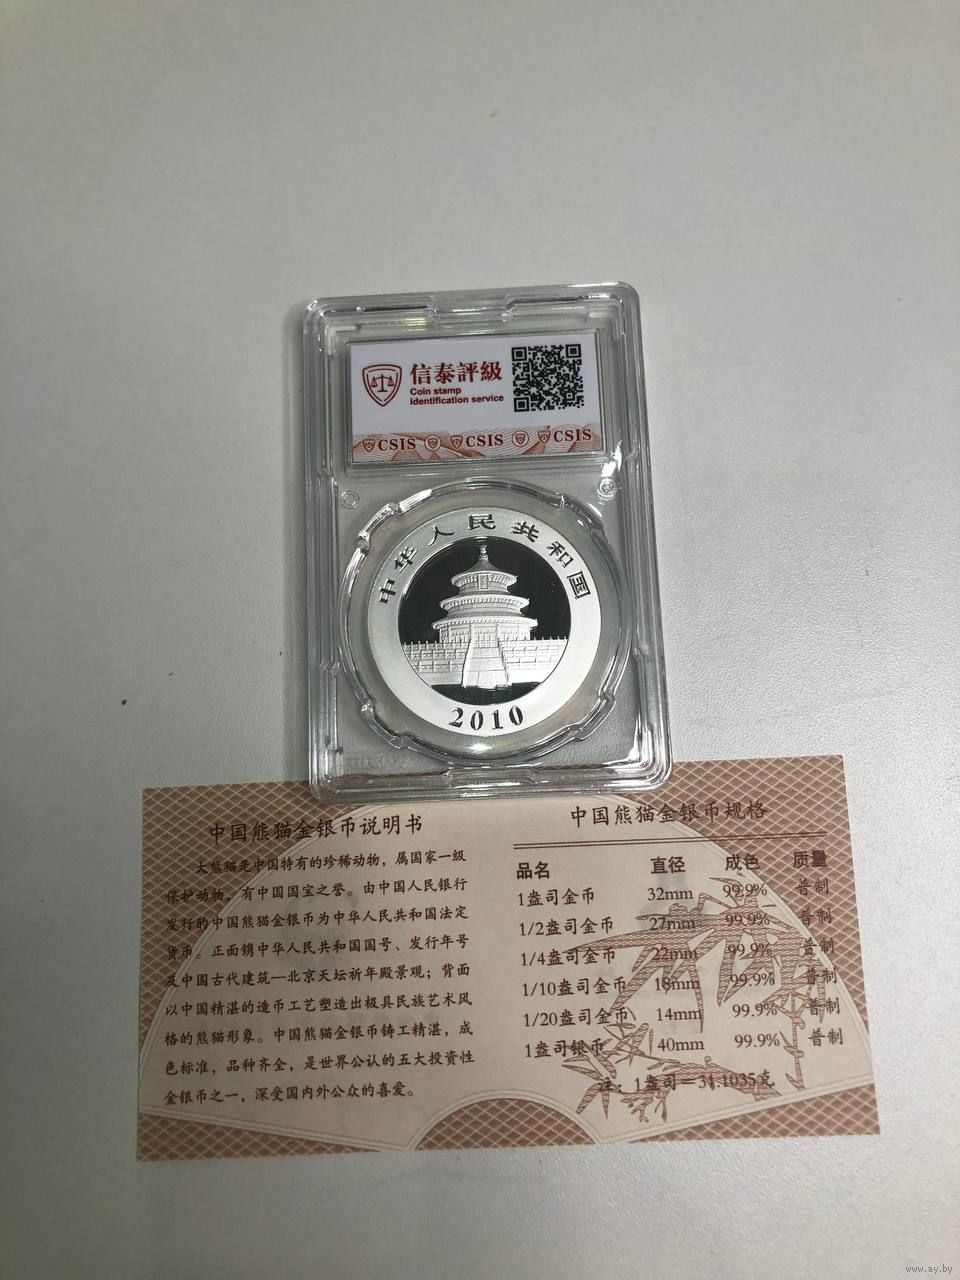 信泰評級
Coin stamp
identification service
CSIS CSIS CSIS
中华人民共和国
2010
中国熊猫金银币说明书
大熊猫是中国特有的珍稀动物，属国家一级
保护动物，有中国国宝之誉。由中国人民银行
发行的中国熊猫金银币为中华人民共和国法定
货币。正面镌中华人民共和国国号、发行年号
及中国古代建筑—北京天坛祈年殿景观；背面
以中国精湛的造币工艺塑造出极具民族艺术风
格的熊猫形象。中国熊猫金银币铸工精湛，成
色标准，品种齐全，是世界公认的五大投资性
金银币之一，深受国内外公众的喜爱。
中国熊猫金银币规格
品名 直径 成色 质量
1盎司金币 32mm 99.9% 普制
1/2盎司金币 27mm 99.9% 普制
1/4盎司金币 22mm 99.9% 普制
1/10盎司金币 18mm 99.9% 普制
1/20盎司金币 14mm 99.9% 普制
1盎司银币 40mm 99.9% 普制
注：1盎司＝31.1035克
www.ay.by